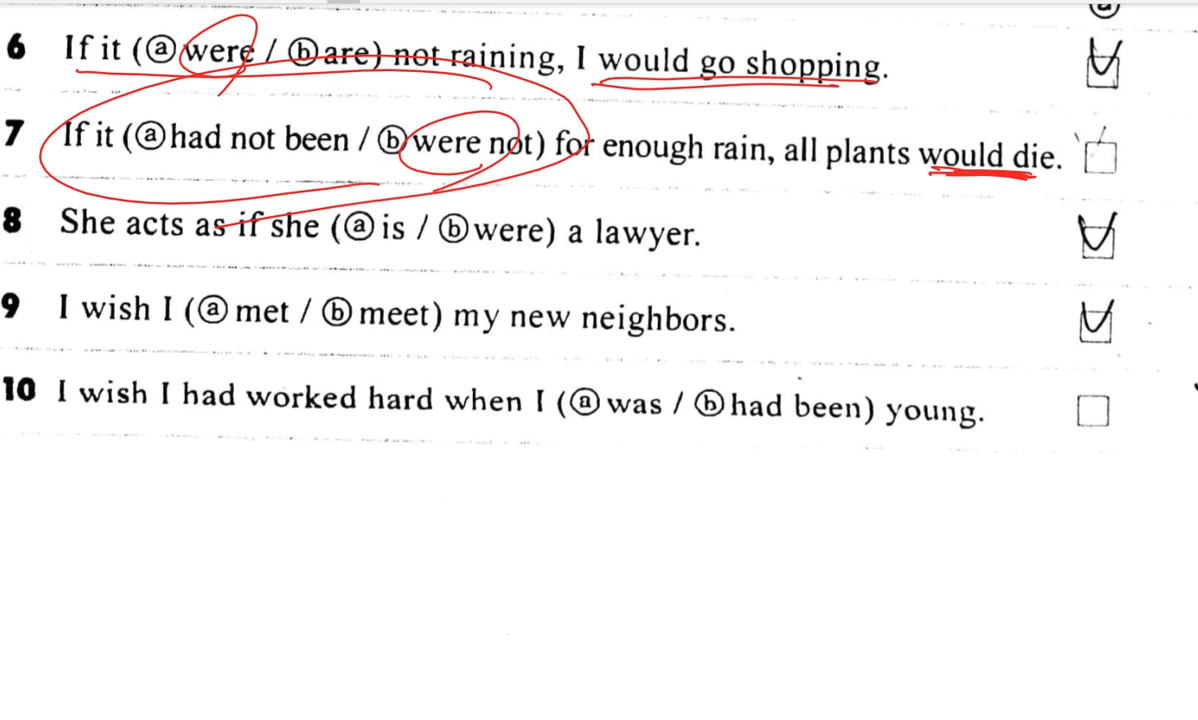 6 If it (ⓐwere / ⓑare) not raining, I would go shopping.
7 If it (ⓐhad not been / ⓑwere not) for enough rain, all plants would die.
8 She acts as if she (ⓐis / ⓑwere) a lawyer.
9 I wish I (ⓐmet / ⓑmeet) my new neighbors.
10 I wish I had worked hard when I (ⓐwas / ⓑhad been) young.